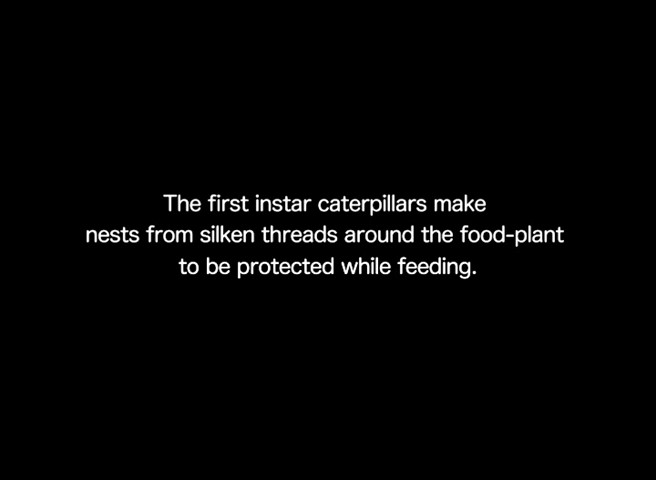 The first instar caterpillars make
nests from silken threads around the food-plant
to be protected while feeding.